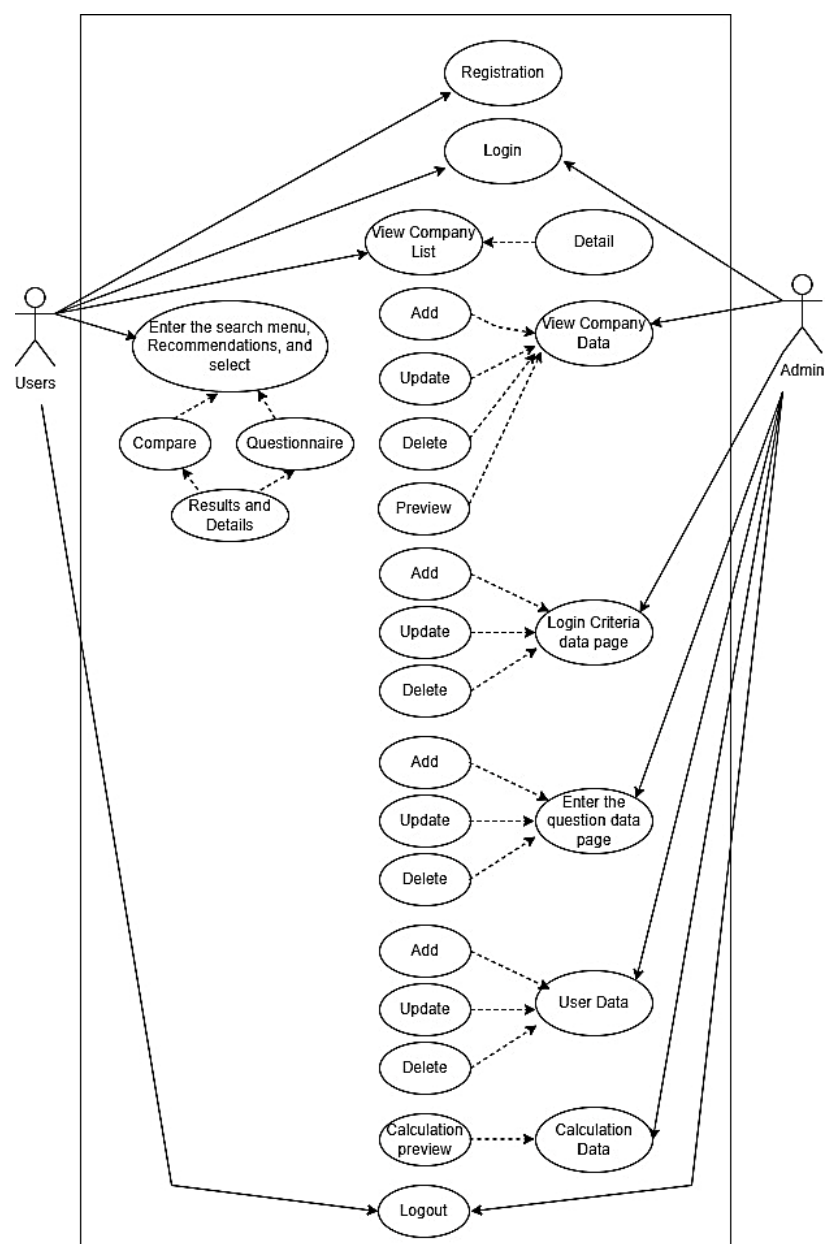 Registration
Login
View Company
List
Detail
Users
Enter the search menu,
Recommendations, and
select
Add
View Company
Data
Admin
Update
Compare
Questionnaire
Delete
Results and
Details
Preview
Add
Update
Login Criteria
data page
Delete
Add
Update
Enter the
question data
page
Delete
Add
Update
User Data
Delete
Calculation
preview
Calculation
Data
Logout